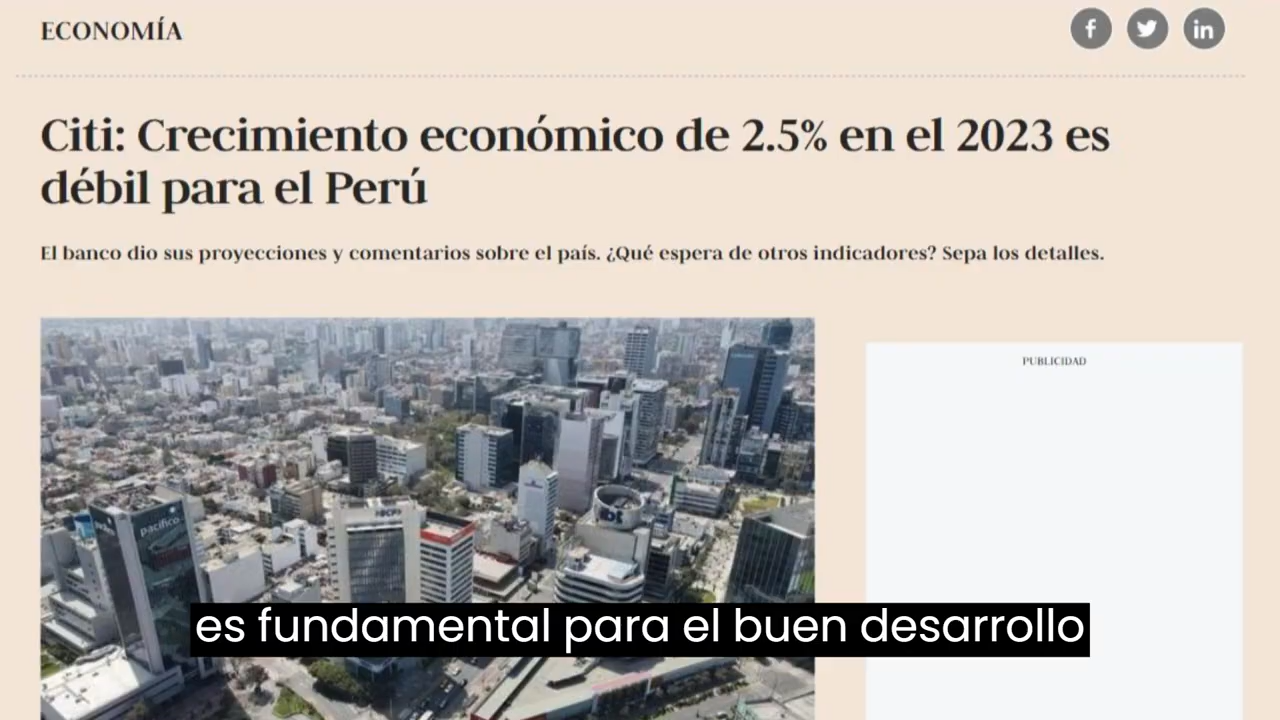 ECONOMÍA
Citi: Crecimiento económico de 2.5% en el 2023 es
débil para el Perú
El banco dio sus proyecciones y comentarios sobre el país. ¿Qué espera de otros indicadores? Sepa los detalles.
PUBLICIDAD
pacífico
es fundamental para el buen desarrollo